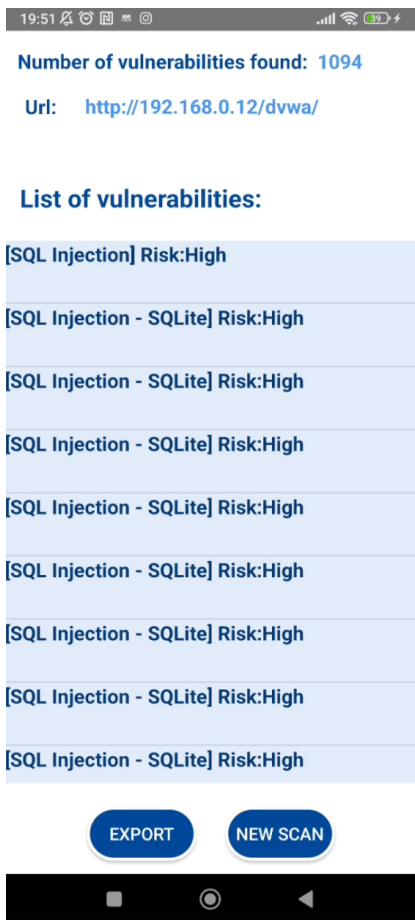 19:51 39
Number of vulnerabilities found: 1094
Url: http://192.168.0.12/dvwa/
List of vulnerabilities:
[SQL Injection] Risk:High
[SQL Injection - SQLite] Risk:High
[SQL Injection - SQLite] Risk:High
[SQL Injection - SQLite] Risk:High
[SQL Injection - SQLite] Risk:High
[SQL Injection - SQLite] Risk:High
[SQL Injection - SQLite] Risk:High
[SQL Injection - SQLite] Risk:High
[SQL Injection - SQLite] Risk:High
EXPORT NEW SCAN